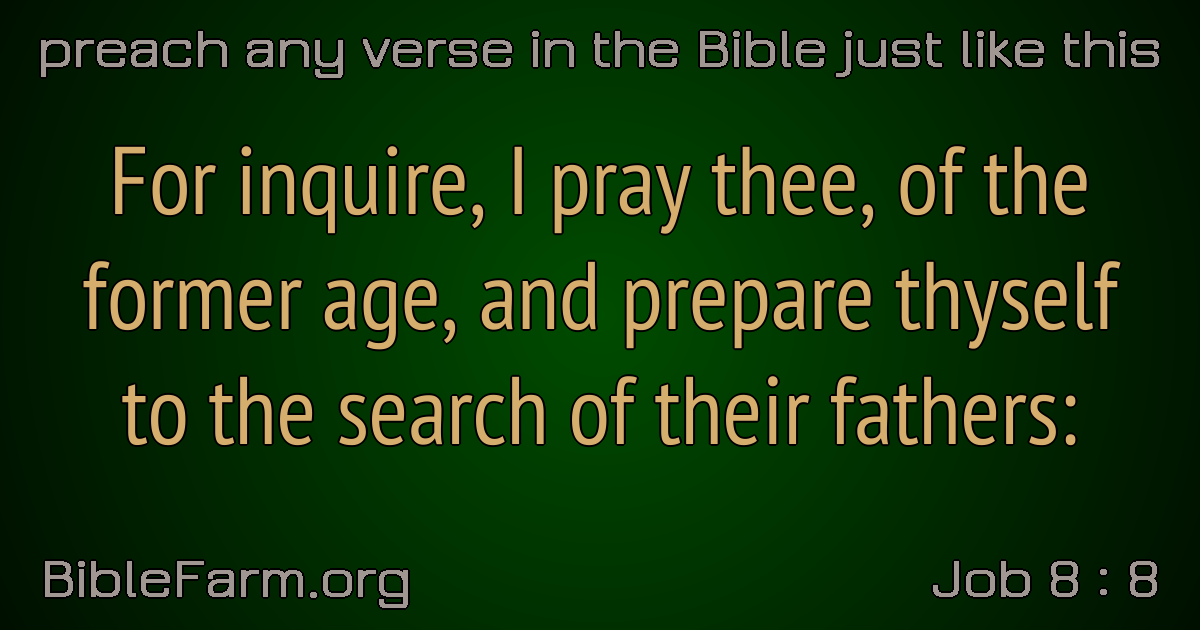 preach any verse in the Bible just like this
For inquire, I pray thee, of the
former age, and prepare thyself
to the search of their fathers:
BibleFarm.org
Job 8 : 8